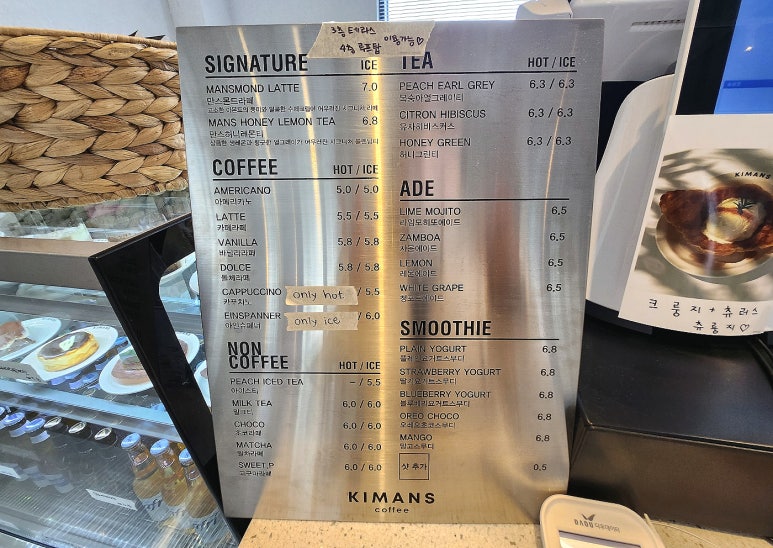 3층 테라스
4층 루프탑 이용가능♡
SIGNATURE ICE
MANSMOND LATTE 7.0
만스몬드라떼
MANS HONEY LEMON TEA 6.8
만스허니레몬티
COFFEE HOT / ICE
AMERICANO 5.0 / 5.0
아메리카노
LATTE 5.5 / 5.5
카페라떼
VANILLA 5.8 / 5.8
바닐라라떼
DOLCE 5.8 / 5.8
돌체라떼
CAPPUCCINO only hot / 5.5
카푸치노
EINSPANNER only ice / 6.0
아인슈페너
NON COFFEE HOT / ICE
PEACH ICED TEA – / 5.5
아이스티
MILK TEA 6.0 / 6.0
밀크티
CHOCO 6.0 / 6.0
초코라떼
MATCHA 6.0 / 6.0
말차라떼
SWEET.P 6.0 / 6.0
고구마라떼
TEA HOT / ICE
PEACH EARL GREY 6.3 / 6.3
복숭아얼그레이티
CITRON HIBISCUS 6.3 / 6.3
유자히비스커스
HONEY GREEN 6.3 / 6.3
허니그린티
ADE
LIME MOJITO 6.5
라임모히또에이드
ZAMBOA 6.5
자몽에이드
LEMON 6.5
레몬에이드
WHITE GRAPE 6.5
청포도에이드
SMOOTHIE
PLAIN YOGURT 6.8
플레인요거트스무디
STRAWBERRY YOGURT 6.8
딸기요거트스무디
BLUEBERRY YOGURT 6.8
블루베리요거트스무디
OREO CHOCO 6.8
오레오초코스무디
MANGO 6.8
망고스무디
샷 추가 0.5
KIMANS
coffee
KIMANS
크룽지 + 츄러스
츄룽지♡